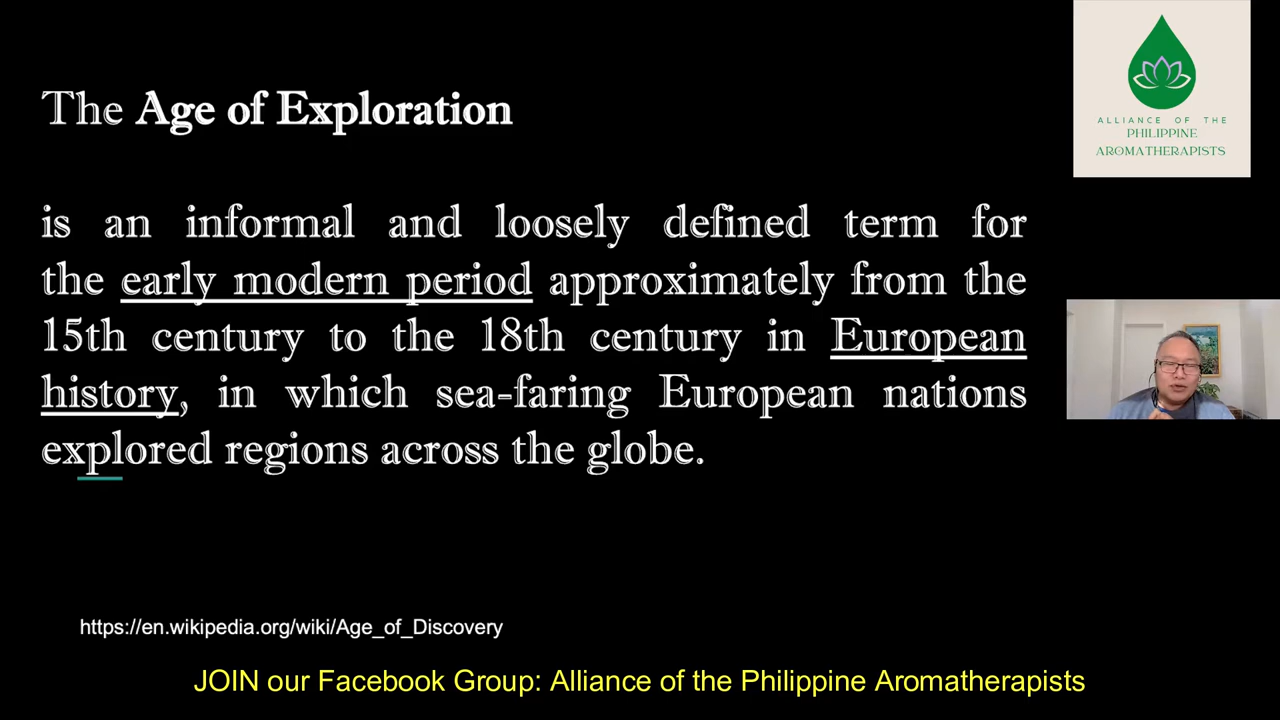 The Age of Exploration
is an informal and loosely defined term for
the early modern period approximately from the
15th century to the 18th century in European
history, in which sea-faring European nations
explored regions across the globe.
https://en.wikipedia.org/wiki/Age_of_Discovery
JOIN our Facebook Group: Alliance of the Philippine Aromatherapists
ALLIANCE OF THE
PHILIPPINE
AROMATHERAPISTS